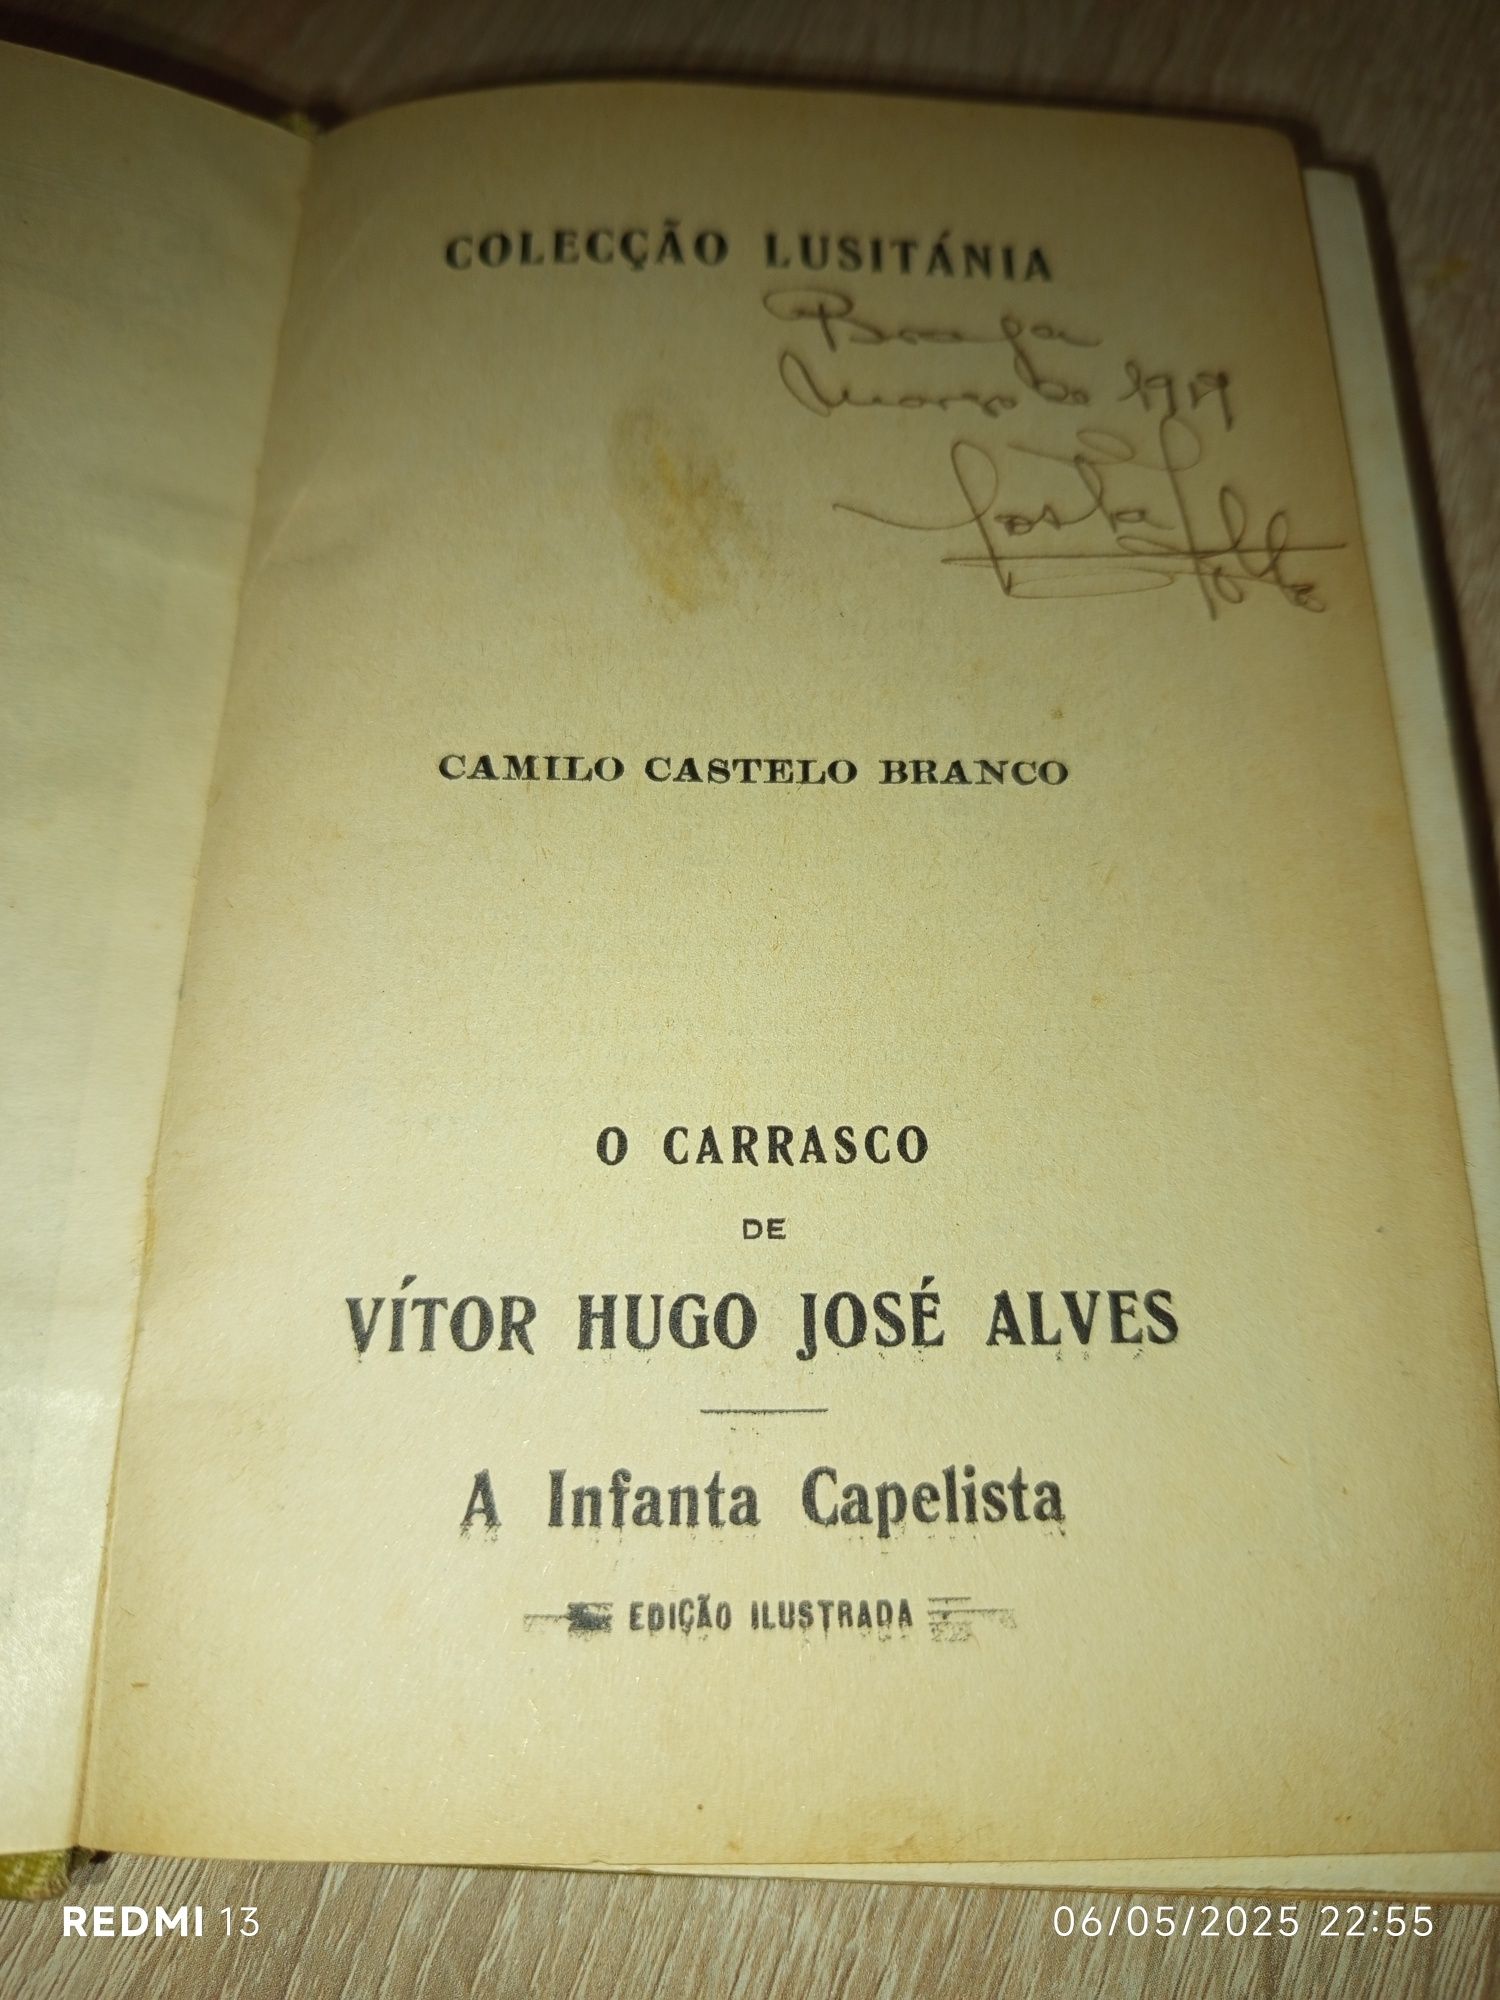 COLECÇÃO LUSITÁNIA
Braga
Março de 1919
Costa
CAMILO CASTELO BRANCO
O CARRASCO
DE
VÍTOR HUGO JOSÉ ALVES
A Infanta Capelista
EDIÇÃO ILUSTRADA
REDMI 13
06/05/2025 22:55